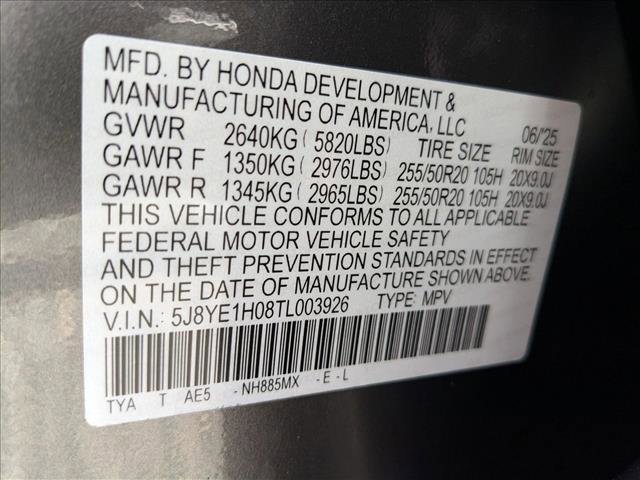 MFD. BY HONDA DEVELOPMENT &
MANUFACTURING OF AMERICA, LLC 06/'25
GVWR 2640KG ( 5820LBS) TIRE SIZE RIM SIZE
GAWR F 1350KG ( 2976LBS) 255/50R20 105H 20X9.0J
GAWR R 1345KG ( 2965LBS) 255/50R20 105H 20X9.0J
THIS VEHICLE CONFORMS TO ALL APPLICABLE
FEDERAL MOTOR VEHICLE SAFETY
AND THEFT PREVENTION STANDARDS IN EFFECT
ON THE DATE OF MANUFACTURE SHOWN ABOVE.
V.I.N.: 5J8YE1H08TL003926 TYPE: MPV
TYA T AE5 - NH885MX - E - L